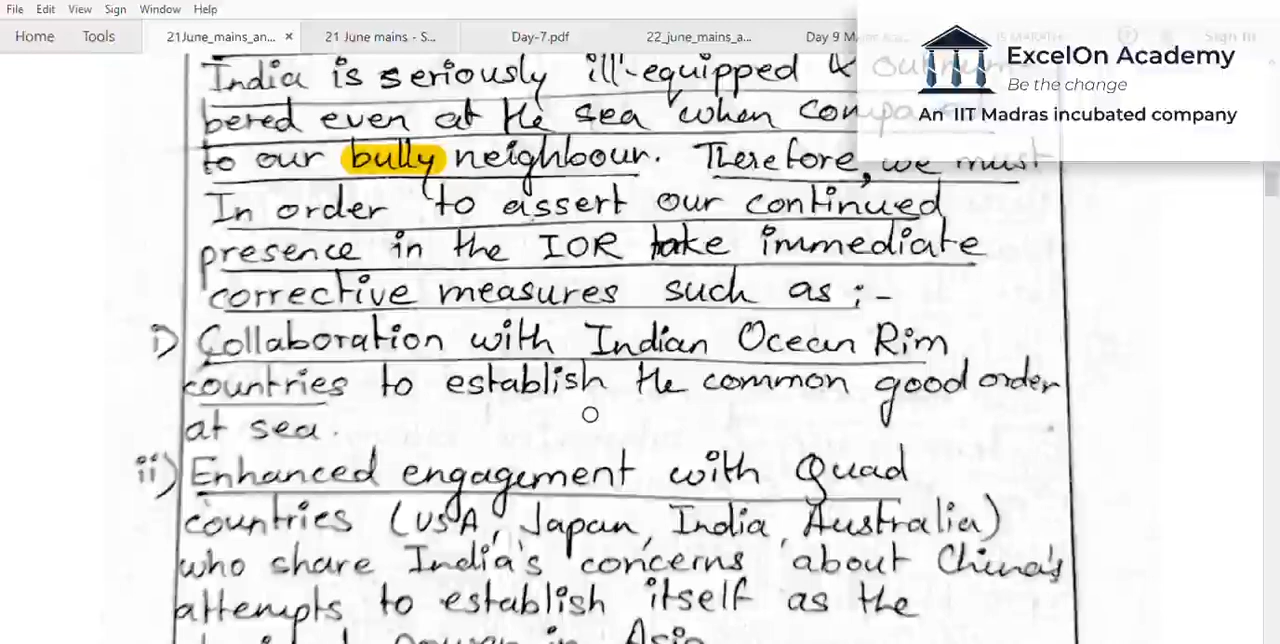 File Edit View Sign Window Help
Home Tools 21June_mains_an... × 21 June mains - S... Day-7.pdf 22_june_mains_a... Day 9 M Sign In
ExcelOn Academy
Be the change
An IIT Madras incubated company
India is seriously ill-equipped &
bered even at the sea when compa
to our bully neighbour. Therefore, we must
In order to assert our continued
presence in the IOR take immediate
corrective measures such as :-
i) Collaboration with Indian Ocean Rim
countries to establish the common good order
at sea.
ii) Enhanced engagement with Quad
countries (USA, Japan, India, Australia)
who share India's concerns about China's
attempts to establish itself as the
in Asia